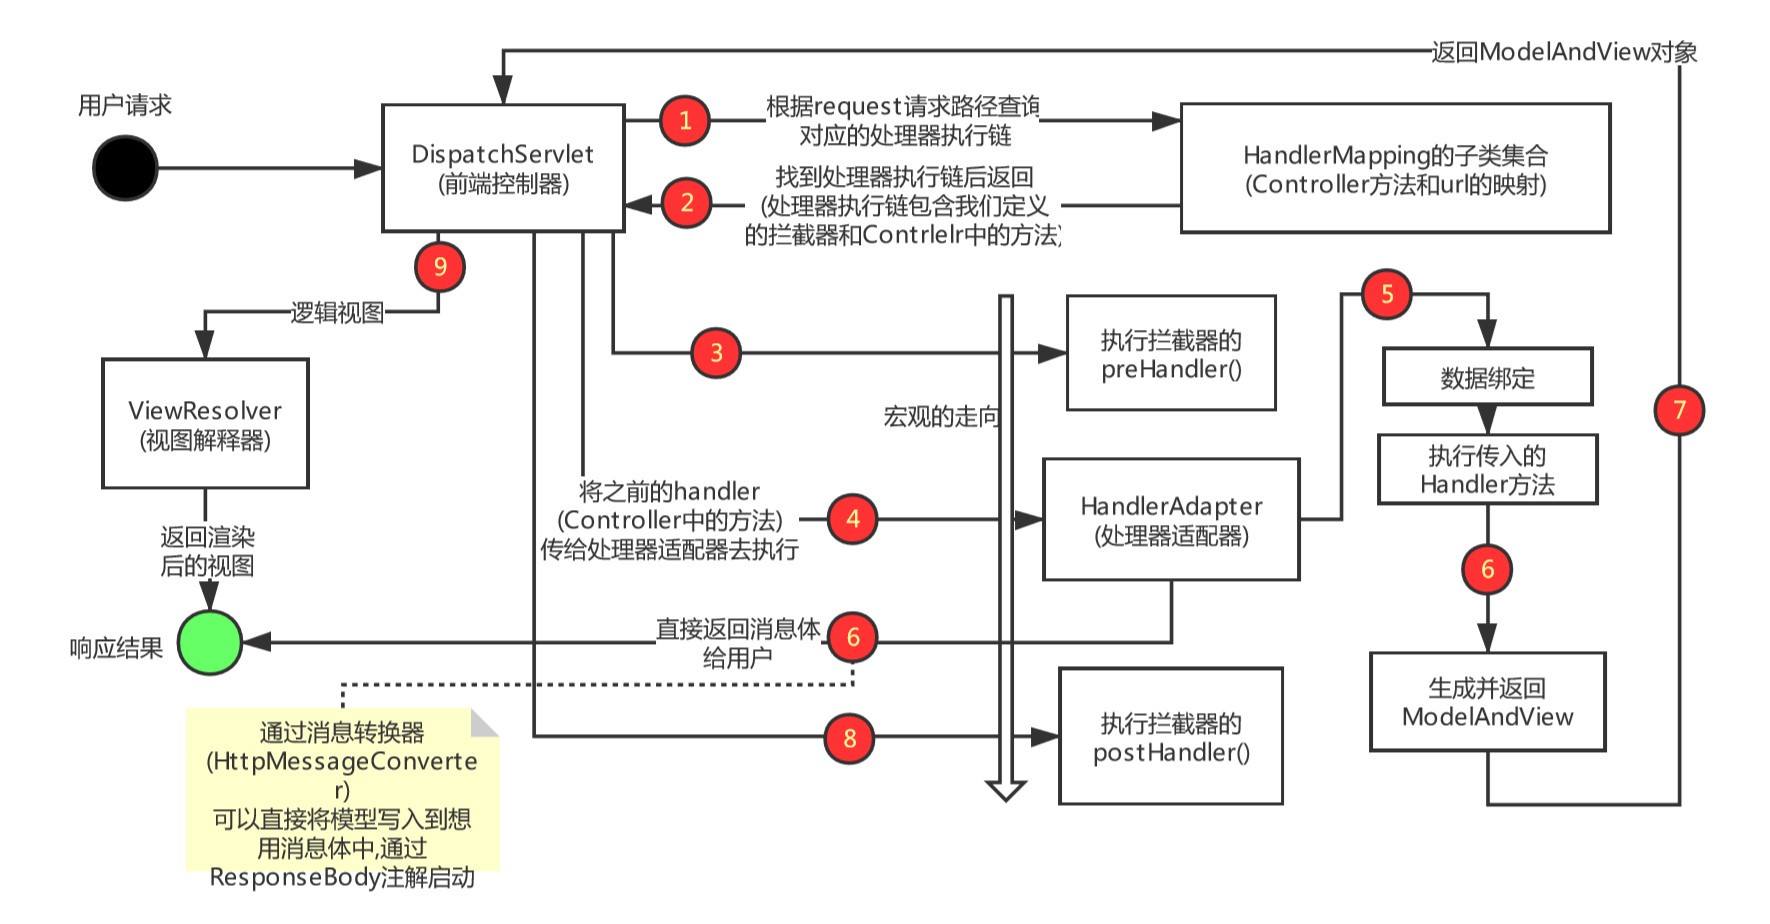 返回ModelAndView对象
用户请求
1
根据request请求路径查询
对应的处理器执行链
DispatchServlet
(前端控制器)
HandlerMapping的子类集合
(Controller方法和url的映射)
2
找到处理器执行链后返回
(处理器执行链包含我们定义
的拦截器和Contrlelr中的方法)
9
逻辑视图
3
执行拦截器的
preHandler()
5
数据绑定
宏观的走向
7
ViewResolver
(视图解释器)
执行传入的
Handler方法
将之前的handler
(Controller中的方法)
传给处理器适配器去执行
4
HandlerAdapter
(处理器适配器)
返回渲染
后的视图
6
响应结果
直接返回消息体
给用户
6
生成并返回
ModelAndView
8
执行拦截器的
postHandler()
通过消息转换器
(HttpMessageConverte
r)
可以直接将模型写入到想
用消息体中,通过
ResponseBody注解启动